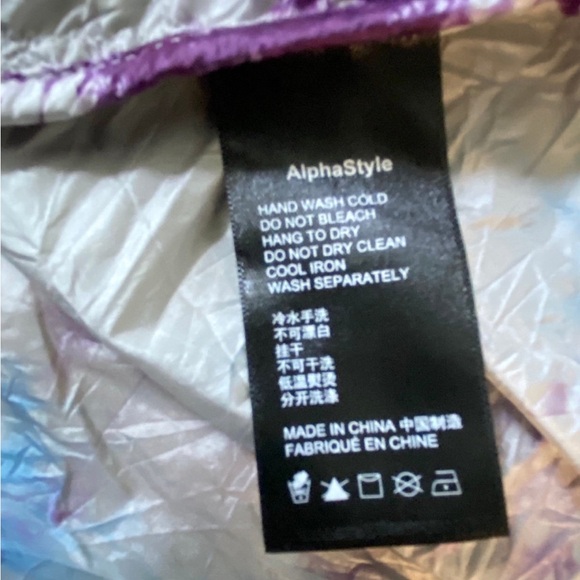 AlphaStyle
HAND WASH COLD
DO NOT BLEACH
HANG TO DRY
DO NOT DRY CLEAN
COOL IRON
WASH SEPARATELY
冷水手洗
不可漂白
挂干
不可干洗
低温熨烫
分开洗涤
MADE IN CHINA 中国制造
FABRIQUÉ EN CHINE